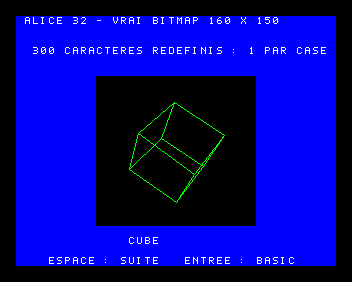 ALICE 32 - VRAI BITMAP 160 X 150
300 CARACTERES REDEFINIS : 1 PAR CASE
CUBE
ESPACE : SUITE ENTREE : BASIC